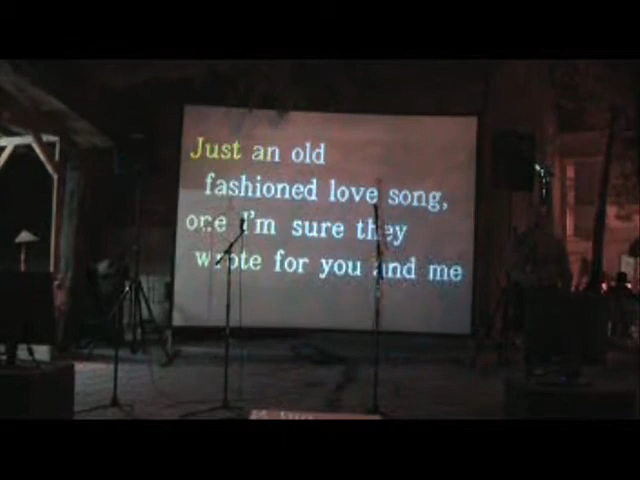 Just an old
fashioned love song,
one I'm sure they
wrote for you and me